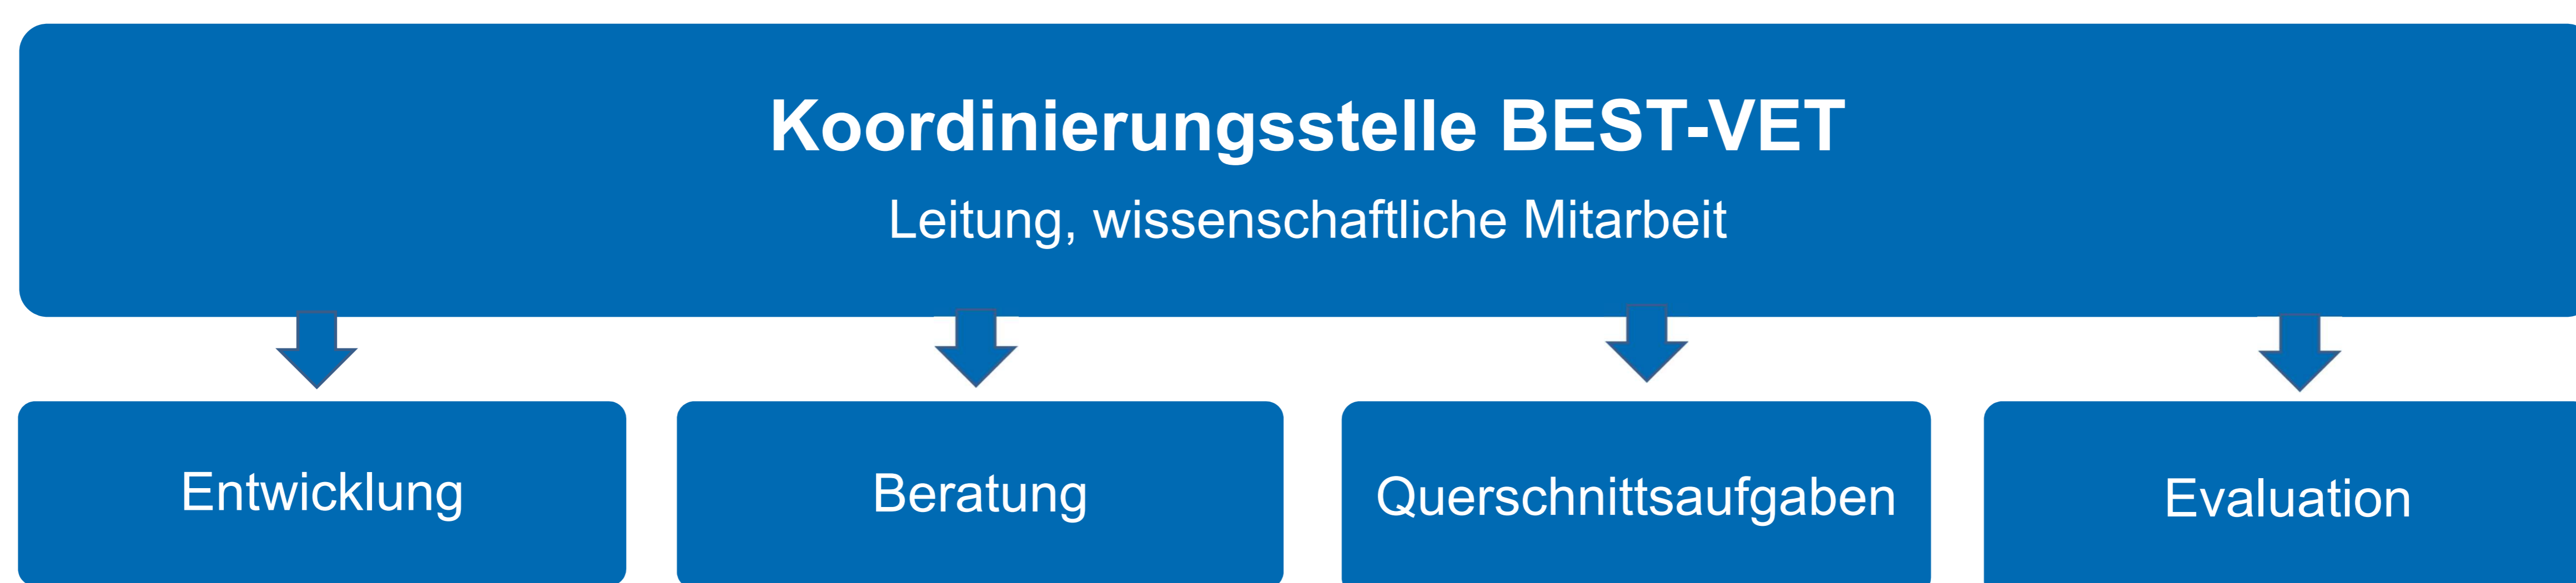 Koordinierungsstelle BEST-VET
Leitung, wissenschaftliche Mitarbeit
Entwicklung
Beratung
Querschnittsaufgaben
Evaluation